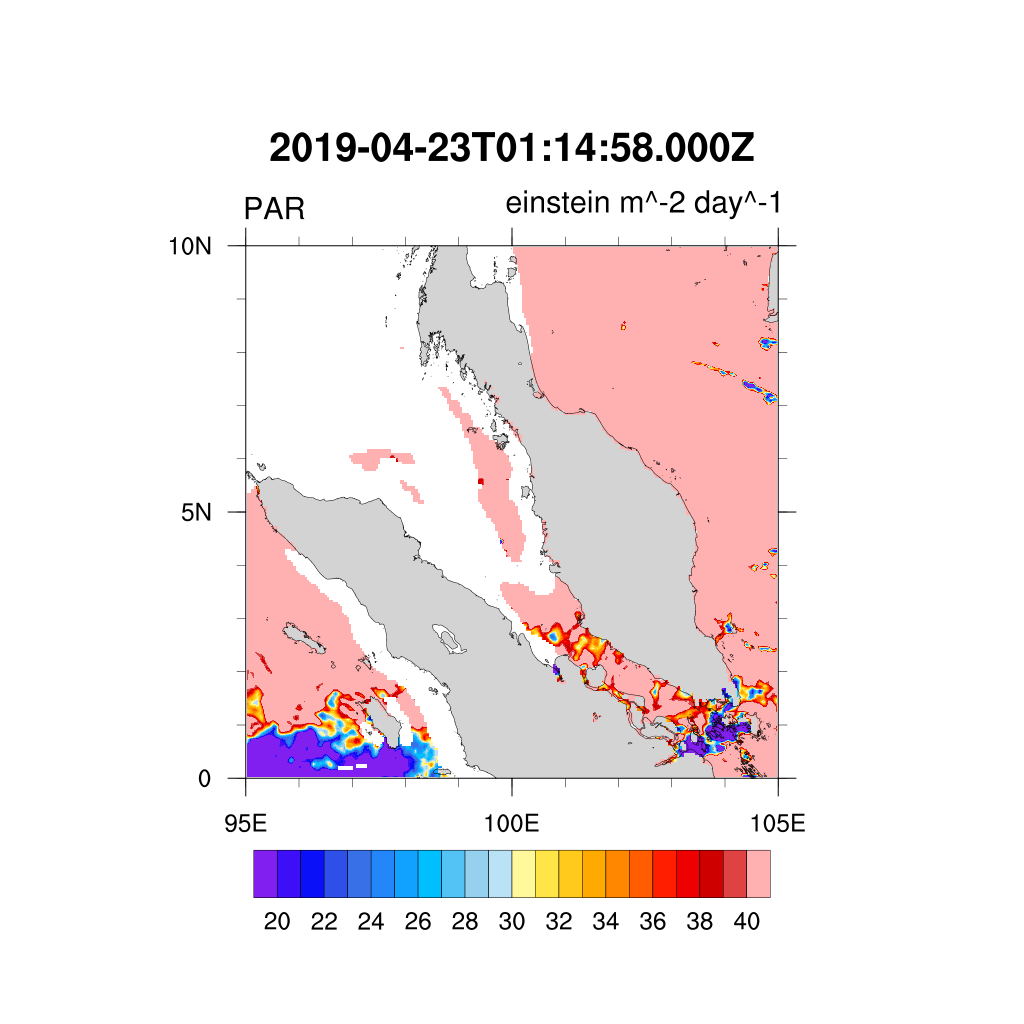 2019-04-23T01:14:58.000Z
PAR einstein m^-2 day^-1
10N
5N
0
95E 100E 105E
20 22 24 26 28 30 32 34 36 38 40